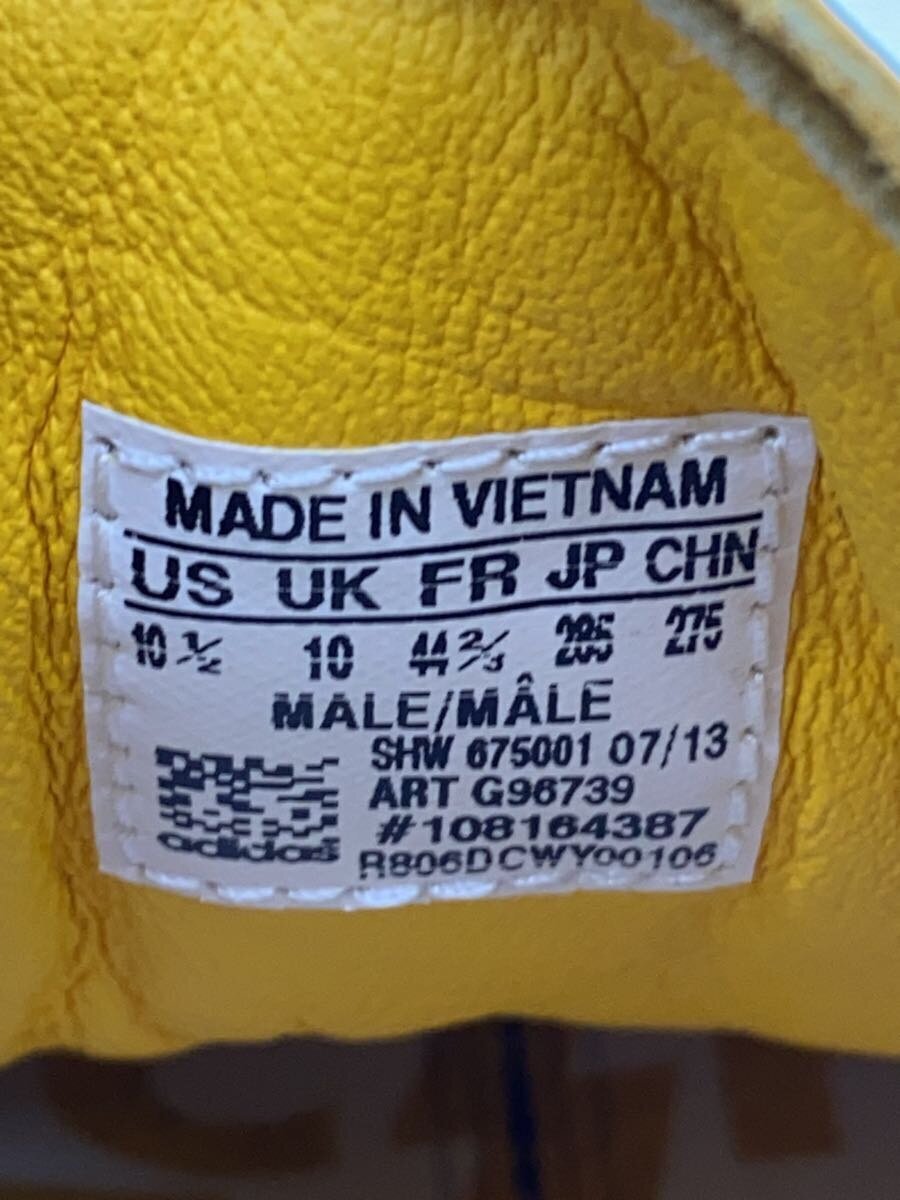 MADE IN VIETNAM
US UK FR JP CHN
10 ½ 10 44 ⅔ 285 275
MALE/MÂLE
SHW 675001 07/13
ART G96739
#108164387
adidas R806DCWY00106